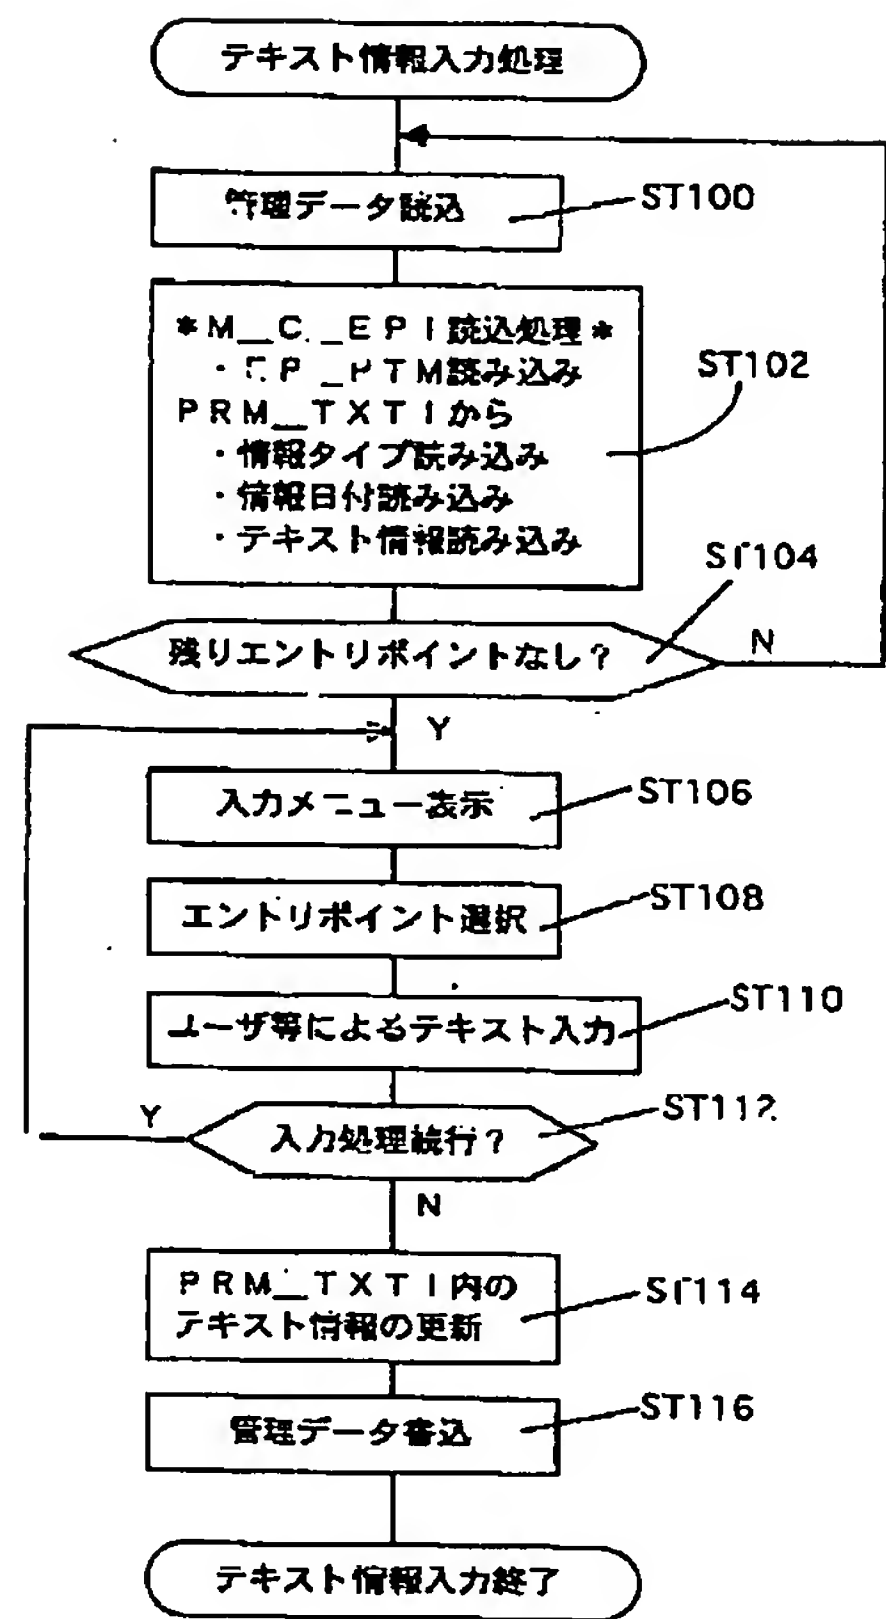 テキスト情報入力処理
管理データ読込
ST100
*M_C_EPI読込処理*
・EP_PTM読み込み
PRM_TXTIから
・情報タイプ読み込み
・情報日付読み込み
・テキスト情報読み込み
ST102
ST104
残りエントリポイントなし?
N
Y
入力メニュー表示
ST106
エントリポイント選択
ST108
ユーザ等によるテキスト入力
ST110
Y
入力処理続行?
ST112
N
PRM_TXTI内の
テキスト情報の更新
ST114
管理データ書込
ST116
テキスト情報入力終了